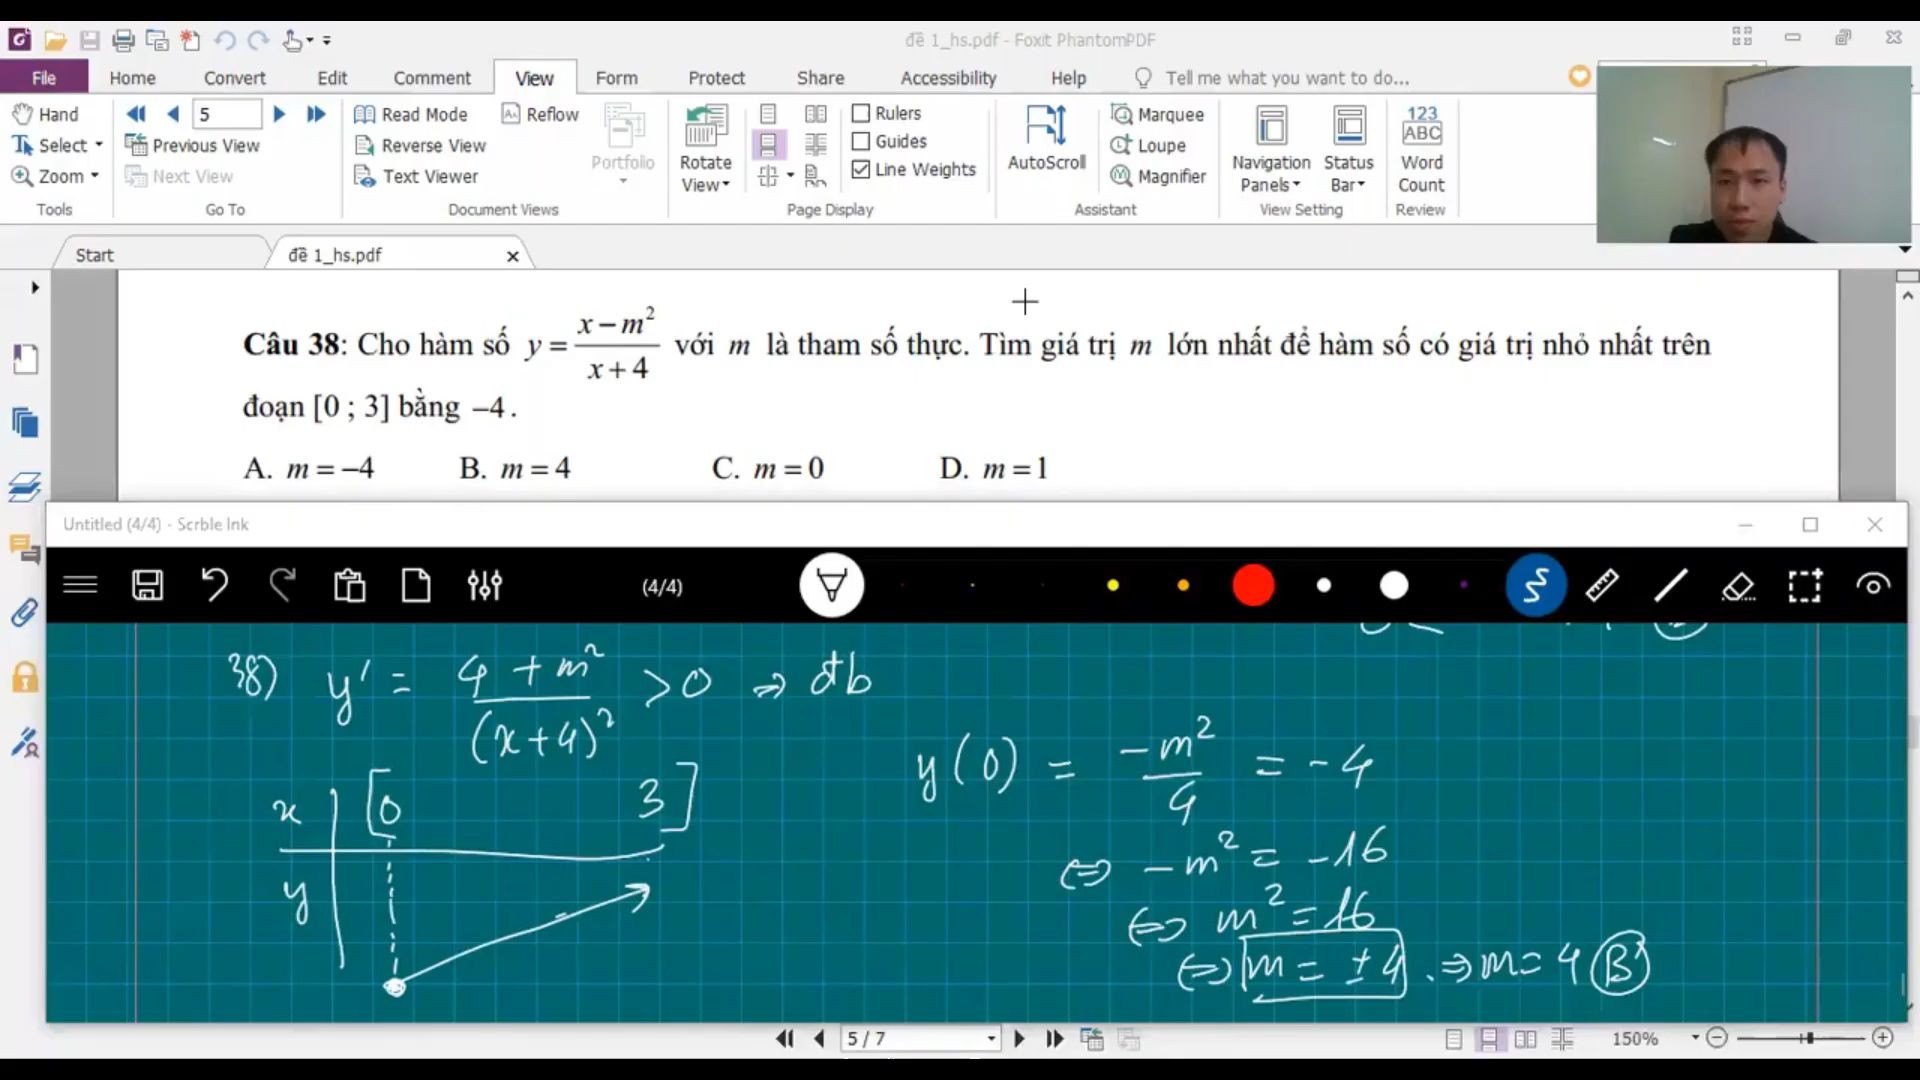 đề 1_hs.pdf - Foxit PhantomPDF
File Home Convert Edit Comment View Form Protect Share Accessibility Help Tell me what you want to do...
Hand 5 Read Mode Reflow Rulers Marquee 123
Select Previous View Reverse View Guides Loupe ABC
Zoom Next View Text Viewer Portfolio Rotate View Line Weights AutoScroll Magnifier Navigation Panels Status Bar Word Count
Tools Go To Document Views Page Display Assistant View Setting Review
Start đề 1_hs.pdf
Câu 38: Cho hàm số y = (x − m²)/(x + 4) với m là tham số thực. Tìm giá trị m lớn nhất để hàm số có giá trị nhỏ nhất trên
đoạn [0 ; 3] bằng −4.
A. m = −4 B. m = 4 C. m = 0 D. m = 1
Untitled (4/4) - Scrble Ink
(4/4)
38) y' = (4 + m²)/(x+4)² > 0 => đb
x [0 3]
y
y(0) = −m²/4 = −4
<=> −m² = −16
<=> m² = 16
<=> m = ±4. => m = 4 B
5 / 7 150%